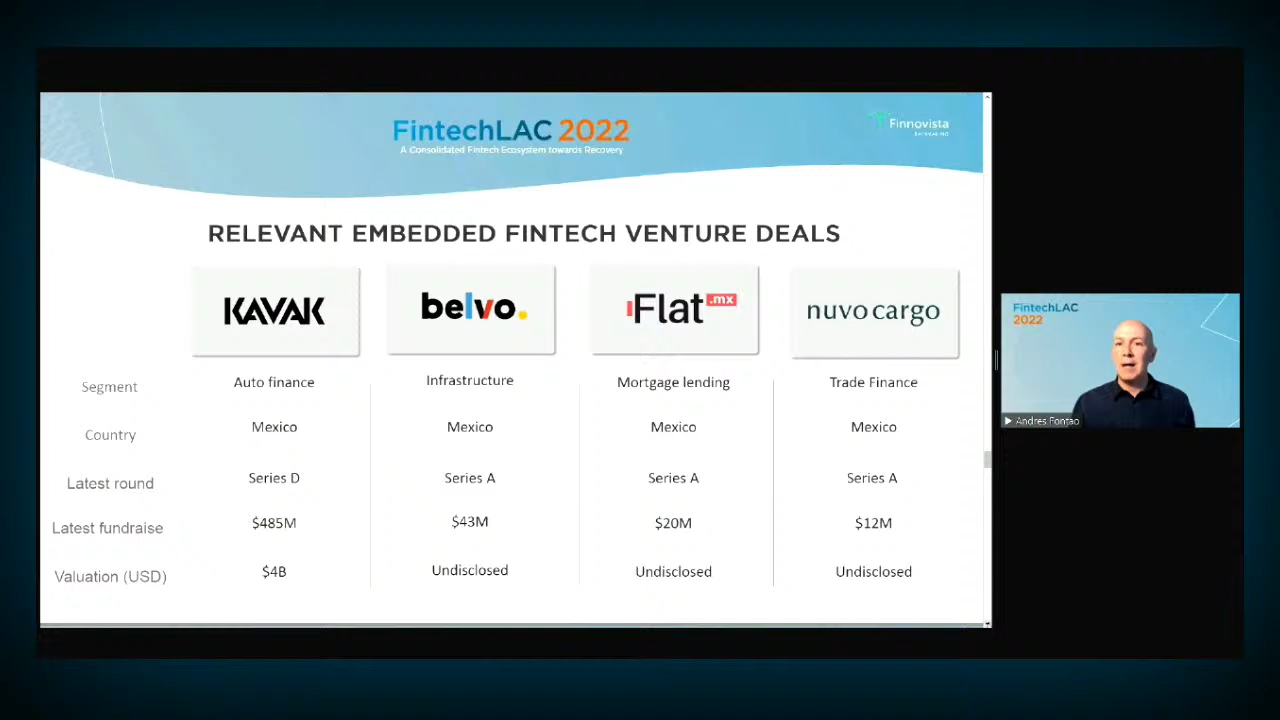 FintechLAC 2022
A Consolidated Fintech Ecosystem towards Recovery
Finnovista
RELEVANT EMBEDDED FINTECH VENTURE DEALS
KAVAK belvo. Flat.mx nuvo cargo
Segment Auto finance Infrastructure Mortgage lending Trade Finance
Country Mexico Mexico Mexico Mexico
Latest round Series D Series A Series A Series A
Latest fundraise $485M $43M $20M $12M
Valuation (USD) $4B Undisclosed Undisclosed Undisclosed
FintechLAC
2022
Andres Fontao